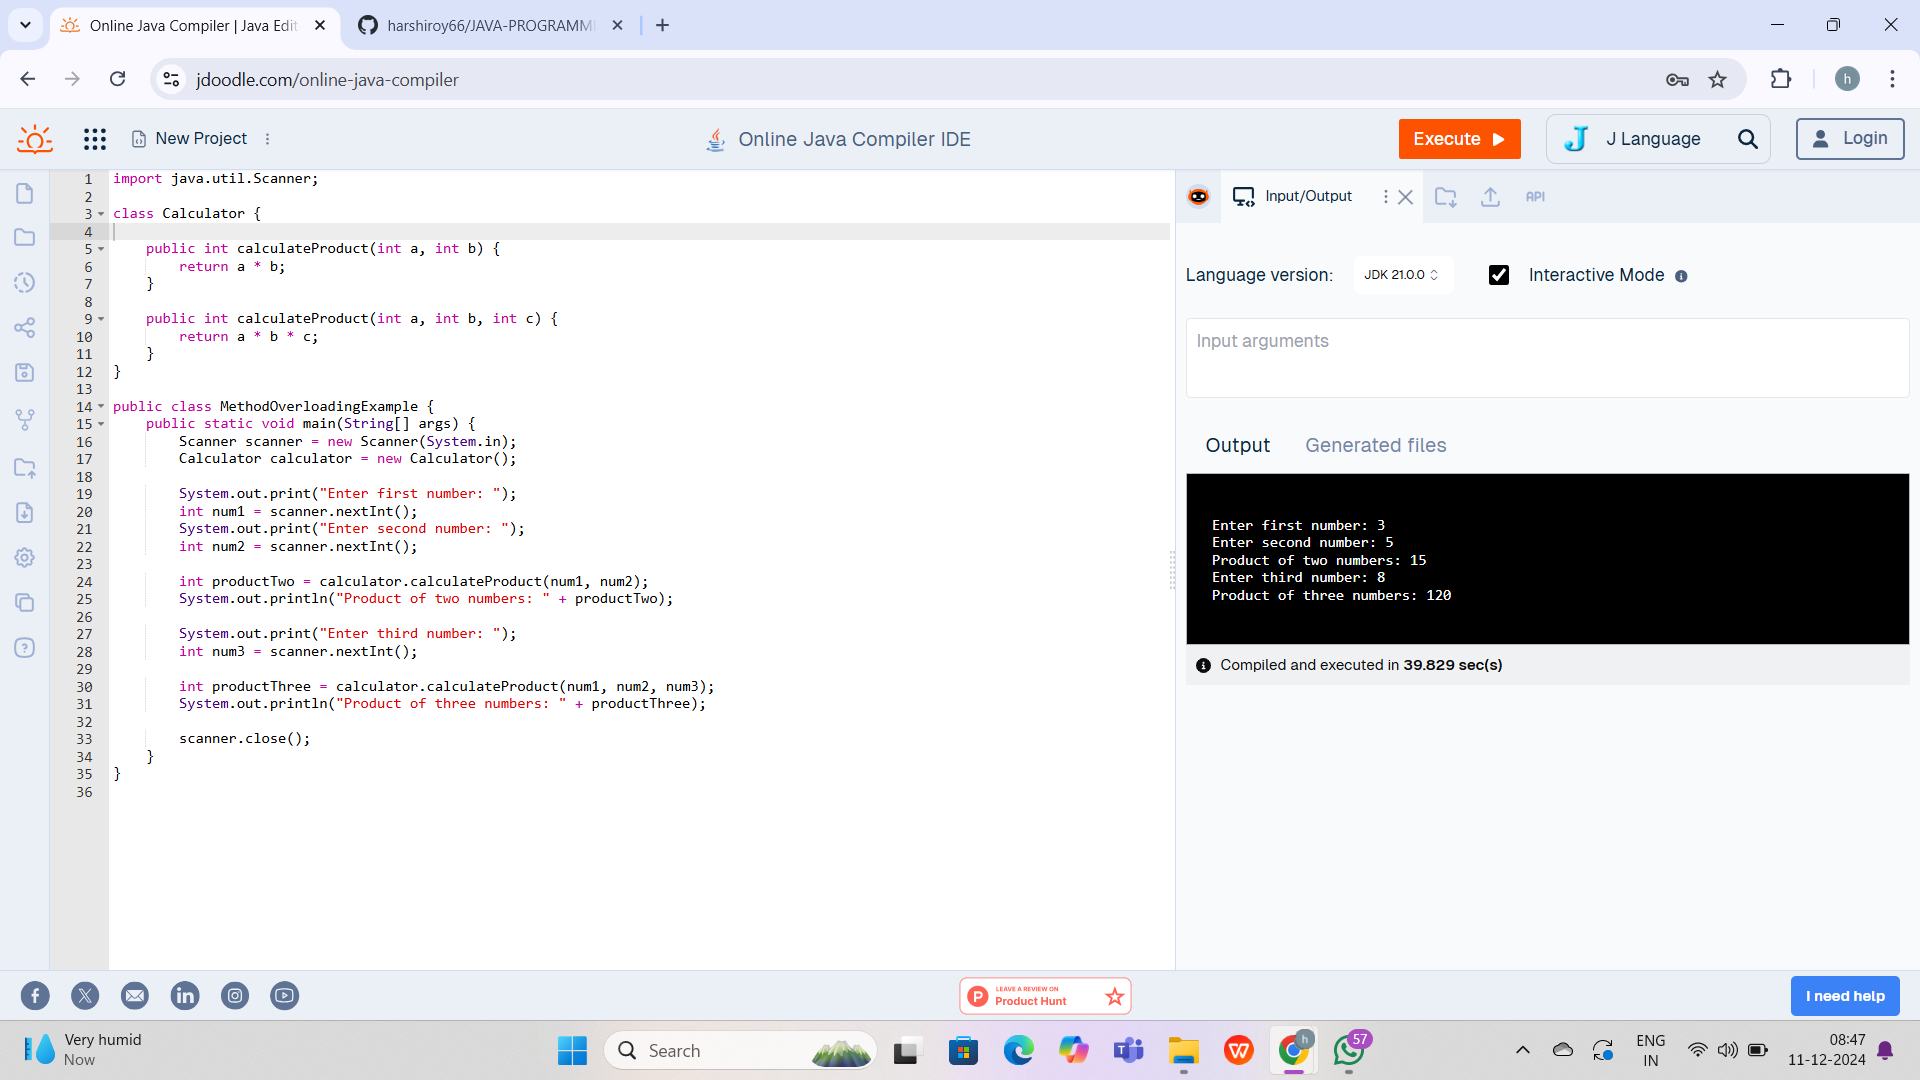 Online Java Compiler | Java Edit
harshiroy66/JAVA-PROGRAMMI
jdoodle.com/online-java-compiler
h
New Project
Online Java Compiler IDE
Execute
J Language
Login
1 import java.util.Scanner;
2
3 class Calculator {
4
5 public int calculateProduct(int a, int b) {
6 return a * b;
7 }
8
9 public int calculateProduct(int a, int b, int c) {
10 return a * b * c;
11 }
12 }
13
14 public class MethodOverloadingExample {
15 public static void main(String[] args) {
16 Scanner scanner = new Scanner(System.in);
17 Calculator calculator = new Calculator();
18
19 System.out.print("Enter first number: ");
20 int num1 = scanner.nextInt();
21 System.out.print("Enter second number: ");
22 int num2 = scanner.nextInt();
23
24 int productTwo = calculator.calculateProduct(num1, num2);
25 System.out.println("Product of two numbers: " + productTwo);
26
27 System.out.print("Enter third number: ");
28 int num3 = scanner.nextInt();
29
30 int productThree = calculator.calculateProduct(num1, num2, num3);
31 System.out.println("Product of three numbers: " + productThree);
32
33 scanner.close();
34 }
35 }
36
Input/Output
API
Language version:
JDK 21.0.0
Interactive Mode
Input arguments
Output
Generated files
Enter first number: 3
Enter second number: 5
Product of two numbers: 15
Enter third number: 8
Product of three numbers: 120
Compiled and executed in 39.829 sec(s)
LEAVE A REVIEW ON
Product Hunt
I need help
Very humid
Now
Search
h
57
ENG
IN
08:47
11-12-2024